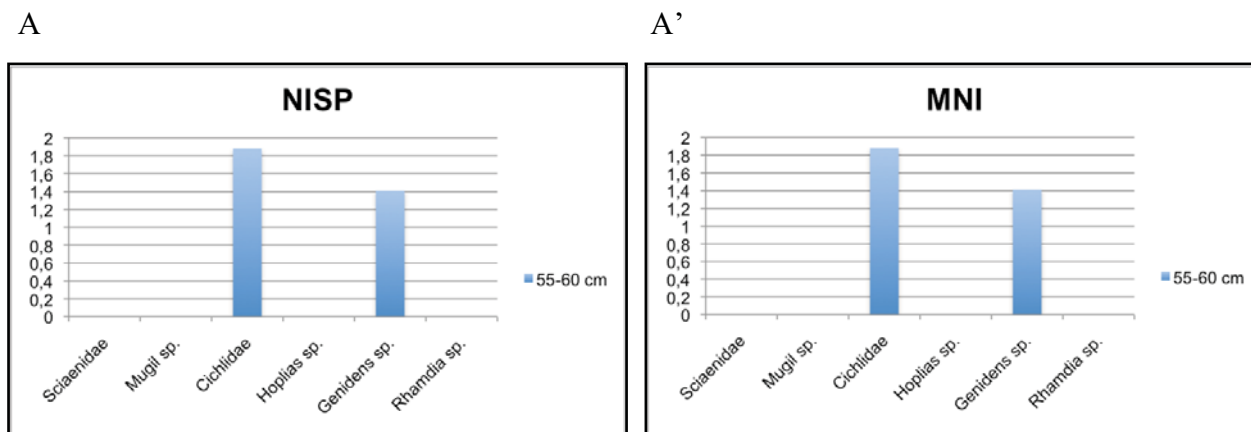 A
A’
NISP
2
1,8
1,6
1,4
1,2
1
0,8
0,6
0,4
0,2
0
Sciaenidae
Mugil sp.
Cichlidae
Hoplias sp.
Genidens sp.
Rhamdia sp.
55-60 cm
MNI
2
1,8
1,6
1,4
1,2
1
0,8
0,6
0,4
0,2
0
Sciaenidae
Mugil sp.
Cichlidae
Hoplias sp.
Genidens sp.
Rhamdia sp.
55-60 cm